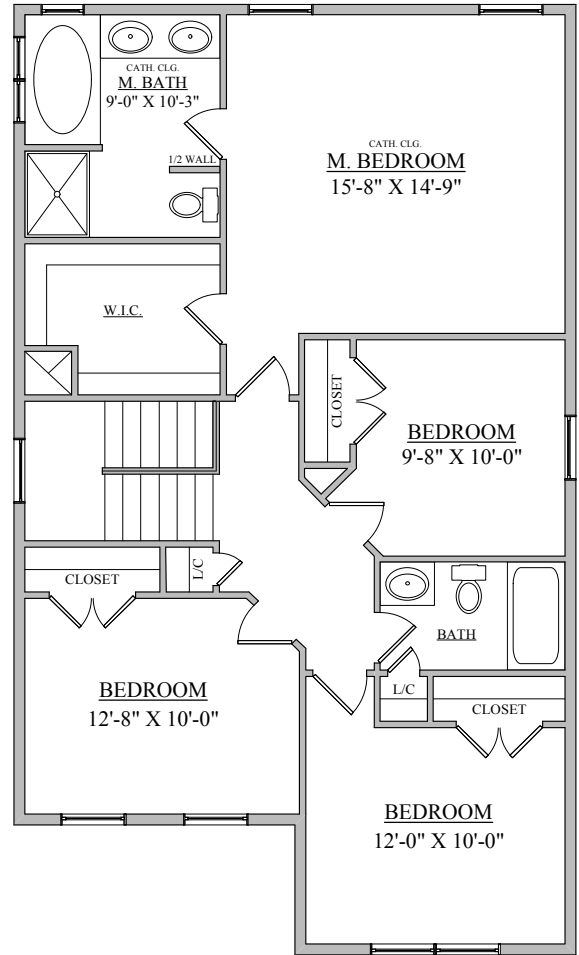 CATH. CLG.
M. BATH
9'-0" X 10'-3"
1/2 WALL
CATH. CLG.
M. BEDROOM
15'-8" X 14'-9"
W.I.C.
CLOSET
BEDROOM
9'-8" X 10'-0"
CLOSET
L/C
BATH
L/C
CLOSET
BEDROOM
12'-8" X 10'-0"
BEDROOM
12'-0" X 10'-0"